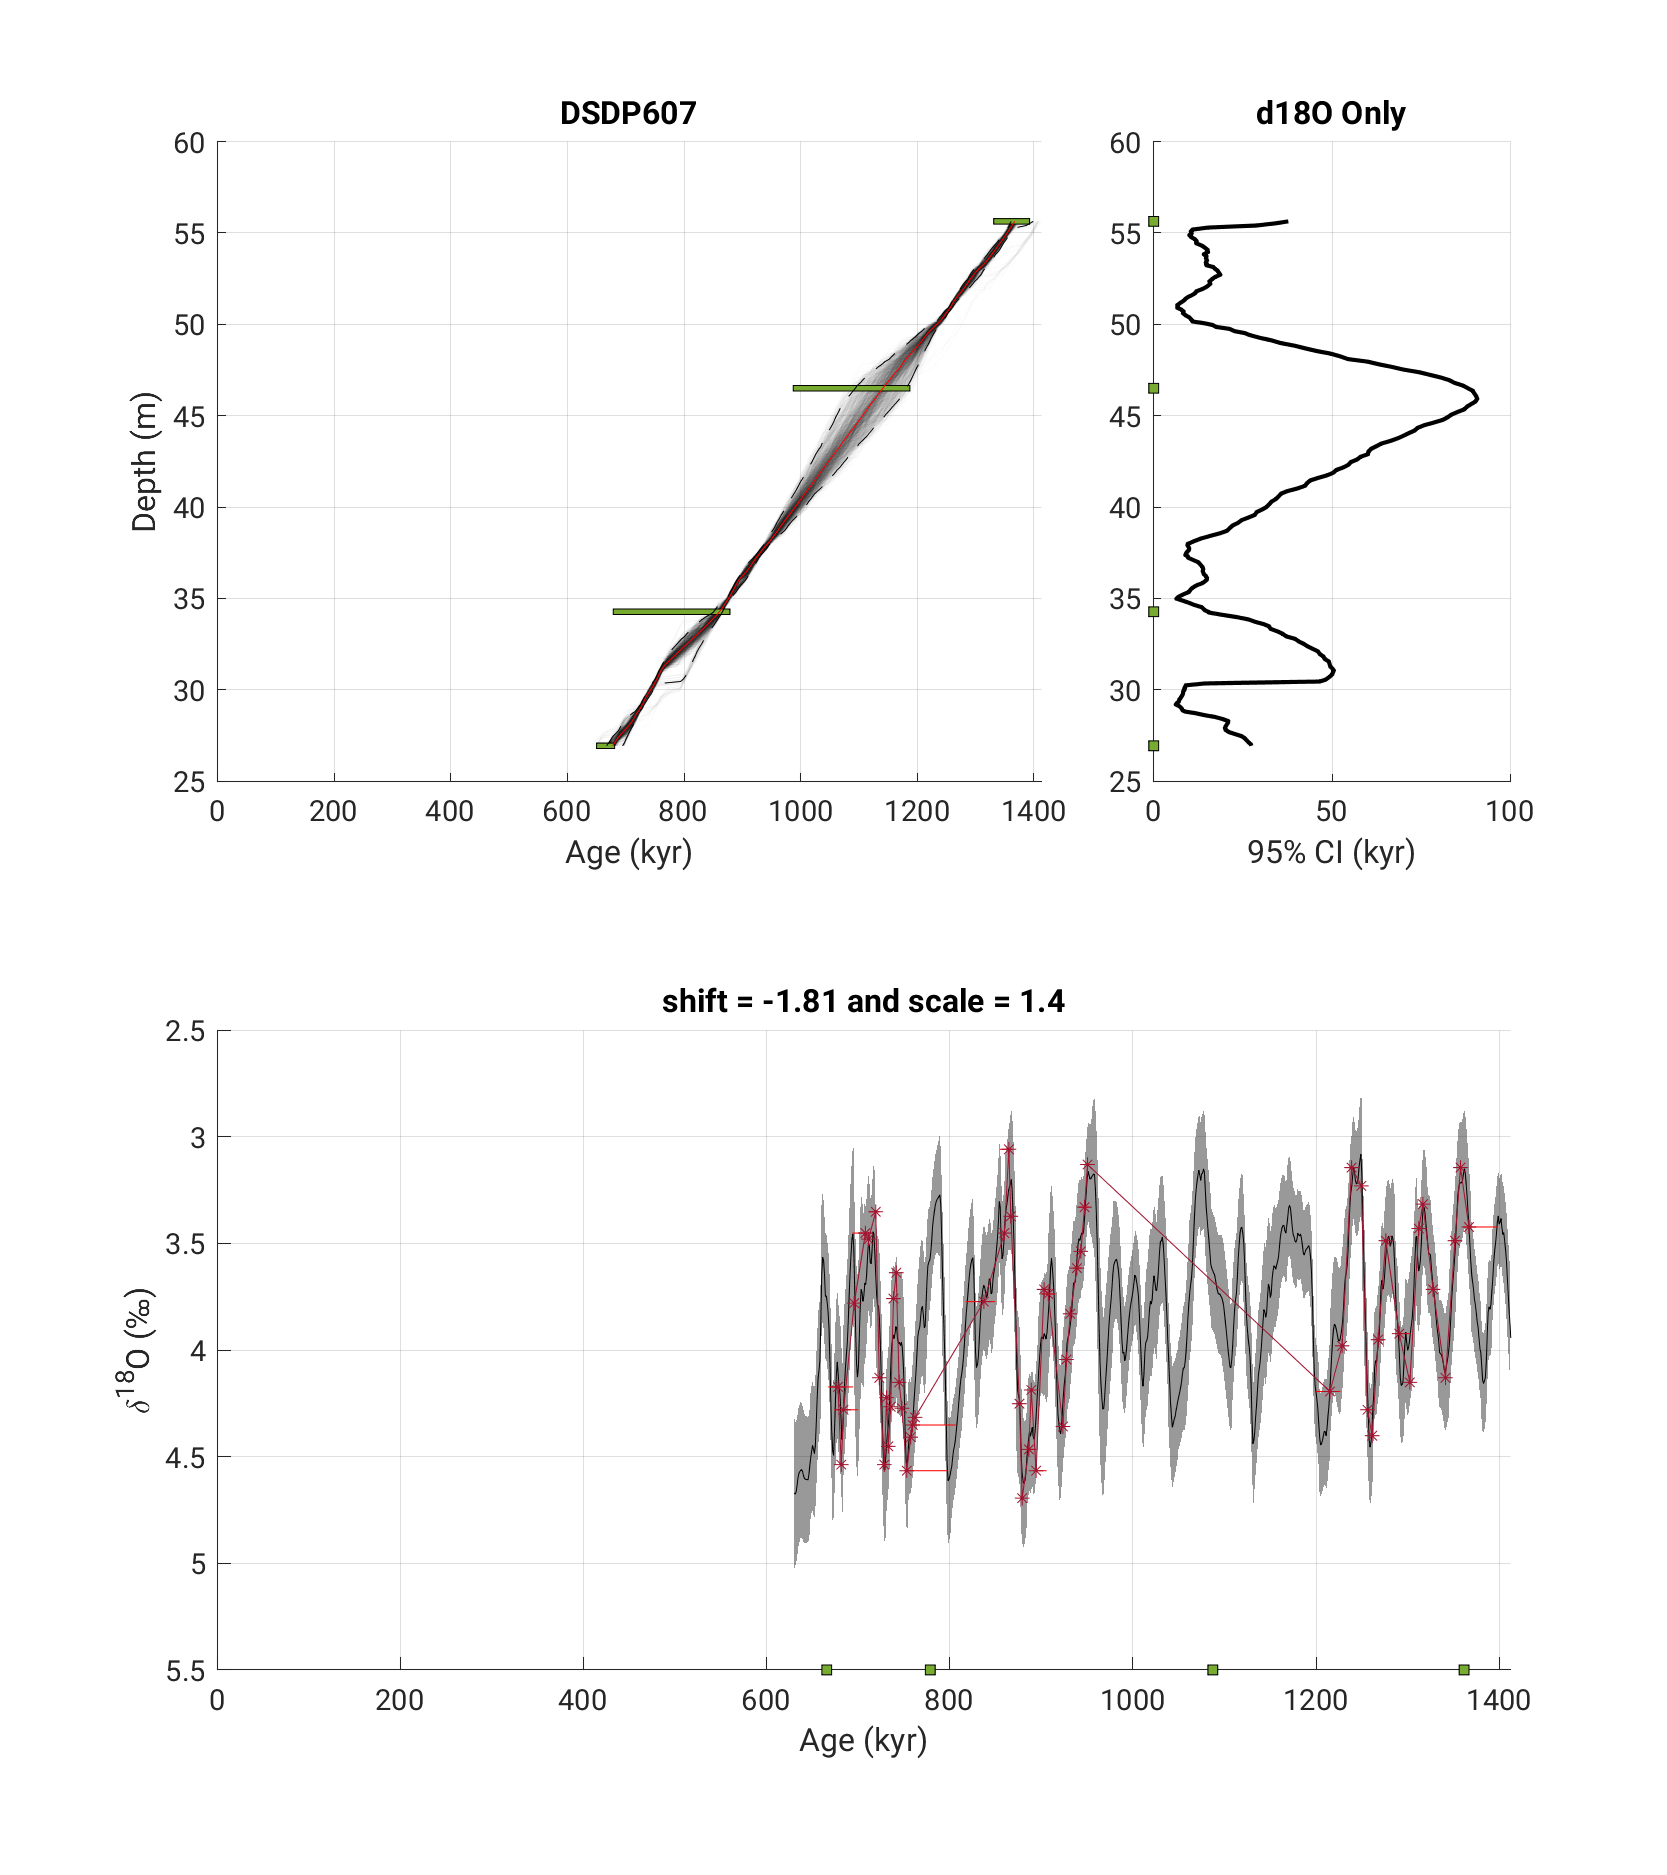 DSDP607
d18O Only
60
55
50
45
40
35
30
25
Depth (m)
0 200 400 600 800 1000 1200 1400
Age (kyr)
60
55
50
45
40
35
30
25
0 50 100
95% CI (kyr)
shift = -1.81 and scale = 1.4
2.5
3
3.5
4
4.5
5
5.5
δ¹⁸O (‰)
0 200 400 600 800 1000 1200 1400
Age (kyr)